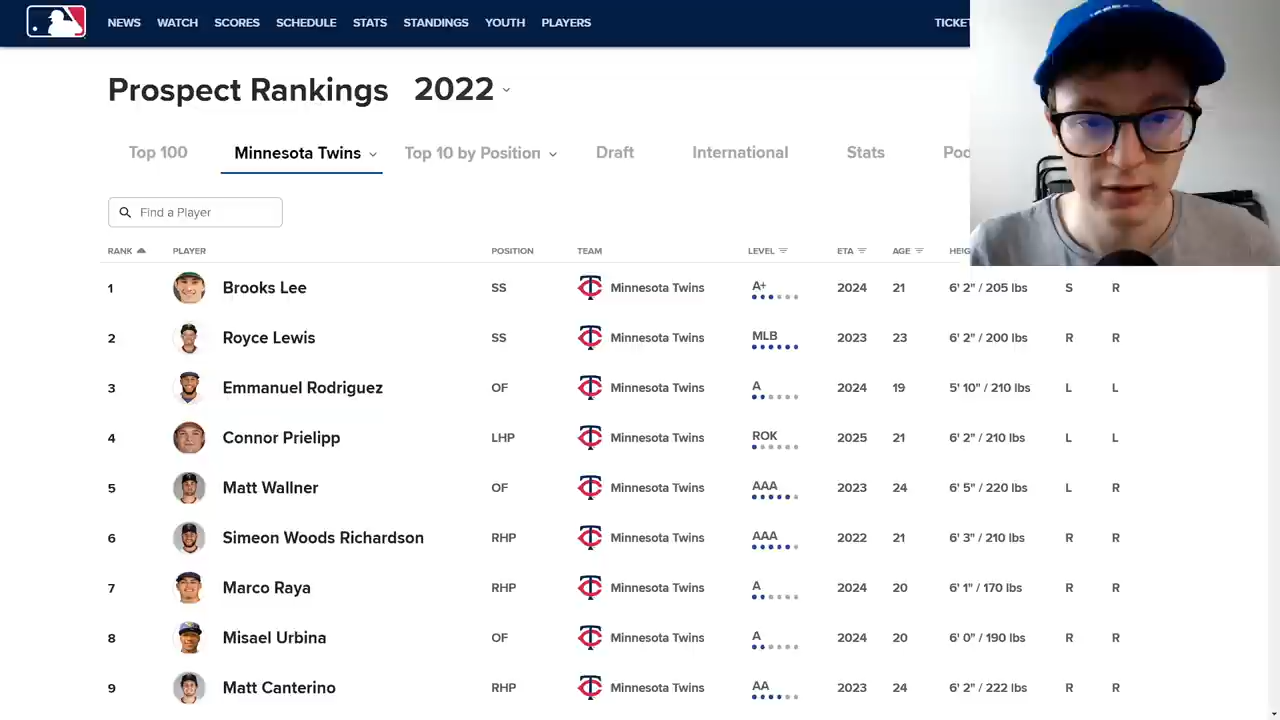 NEWS WATCH SCORES SCHEDULE STATS STANDINGS YOUTH PLAYERS TICKET
Prospect Rankings 2022
Top 100 Minnesota Twins Top 10 by Position Draft International Stats
Find a Player
RANK PLAYER POSITION TEAM LEVEL ETA AGE
1 Brooks Lee SS Minnesota Twins A+ 2024 21 6' 2" / 205 lbs S R
2 Royce Lewis SS Minnesota Twins MLB 2023 23 6' 2" / 200 lbs R R
3 Emmanuel Rodriguez OF Minnesota Twins A 2024 19 5' 10" / 210 lbs L L
4 Connor Prielipp LHP Minnesota Twins ROK 2025 21 6' 2" / 210 lbs L L
5 Matt Wallner OF Minnesota Twins AAA 2023 24 6' 5" / 220 lbs L R
6 Simeon Woods Richardson RHP Minnesota Twins AAA 2022 21 6' 3" / 210 lbs R R
7 Marco Raya RHP Minnesota Twins A 2024 20 6' 1" / 170 lbs R R
8 Misael Urbina OF Minnesota Twins A 2024 20 6' 0" / 190 lbs R R
9 Matt Canterino RHP Minnesota Twins AA 2023 24 6' 2" / 222 lbs R R